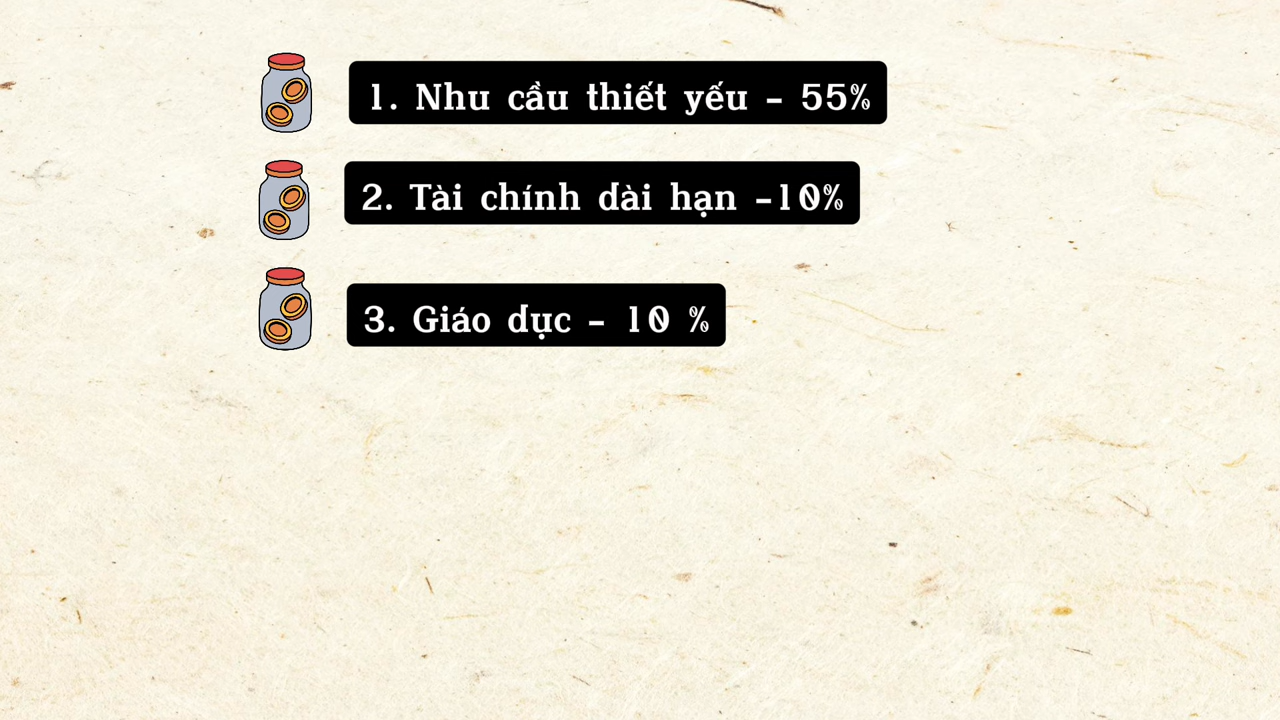 1. Nhu cầu thiết yếu - 55%
2. Tài chính dài hạn -10%
3. Giáo dục - 10 %